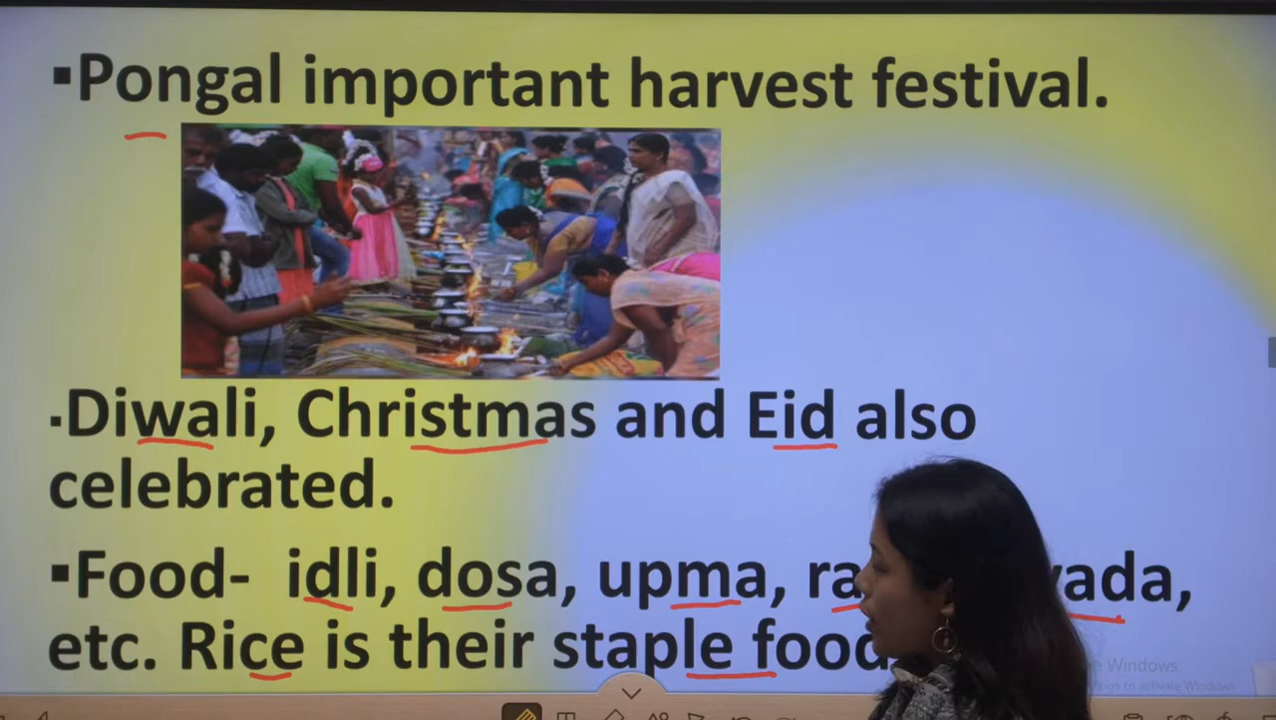 ▪Pongal important harvest festival.
▪Diwali, Christmas and Eid also
celebrated.
▪Food- idli, dosa, upma,
etc. Rice is their staple food